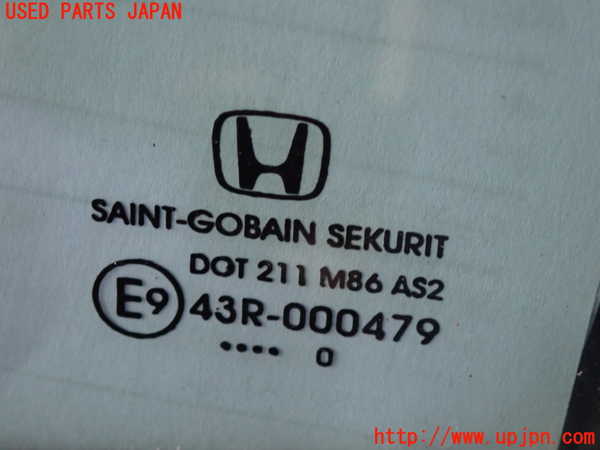 USED PARTS JAPAN
SAINT-GOBAIN SEKURIT
DOT 211 M86 AS2
E9 43R-000479
•••• 0
http://www.upjpn.com/